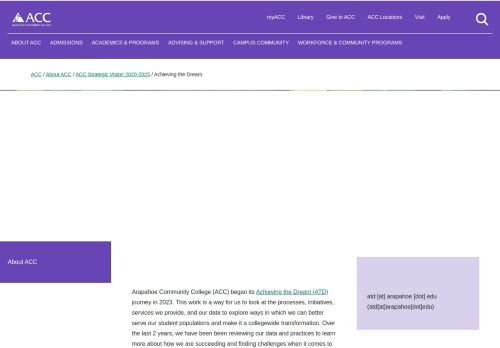 ACC
ARAPAHOE COMMUNITY COLLEGE
myACC Library Give to ACC ACC Locations Visit Apply
ABOUT ACC ADMISSIONS ACADEMICS & PROGRAMS ADVISING & SUPPORT CAMPUS COMMUNITY WORKFORCE & COMMUNITY PROGRAMS
ACC / About ACC / ACC Strategic Vision 2020-2025 / Achieving the Dream
About ACC
Arapahoe Community College (ACC) began its Achieving the Dream (ATD)
journey in 2023. This work is a way for us to look at the processes, initiatives,
services we provide, and our data to explore ways in which we can better
serve our student populations and make it a collegewide transformation. Over
the last 2 years, we have been been reviewing our data and practices to learn
more about how we are succeeding and finding challenges when it comes to
atd [at] arapahoe [dot] edu
(atd[at]arapahoe[dot]edu)